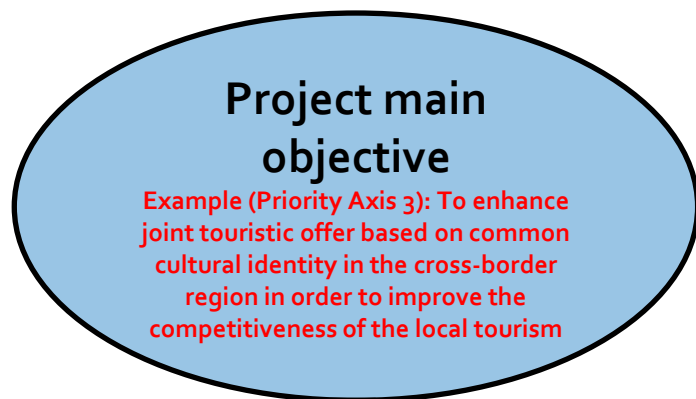 Project main
objective
Example (Priority Axis 3): To enhance
joint touristic offer based on common
cultural identity in the cross-border
region in order to improve the
competitiveness of the local tourism